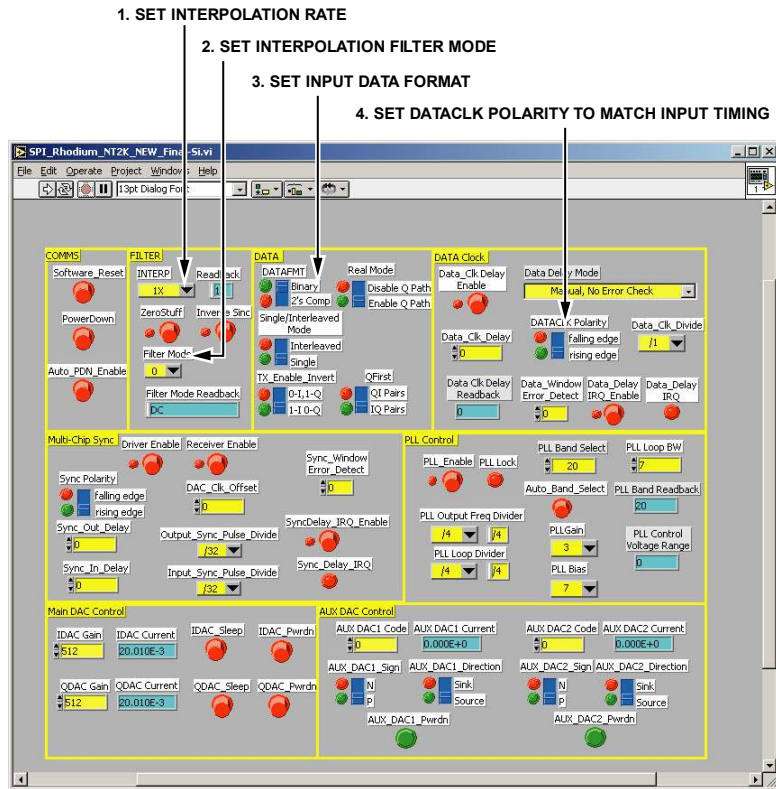 1. SET INTERPOLATION RATE
2. SET INTERPOLATION FILTER MODE
3. SET INPUT DATA FORMAT
4. SET DATACLK POLARITY TO MATCH INPUT TIMING
SPI_Rhodium_NT2K_NEW_Final-Si.vi
File Edit Operate Project Windows Help
13pt Dialog Font
1
COMMS
Software_Reset
PowerDown
Auto_PDN_Enable
FILTER
INTERP Readback
1X 1
ZeroStuff Inverse Sinc
Filter Mode
0
Filter Mode Readback
DC
DATA
DATAFMT Real Mode
Binary Disable Q Path
2's Comp Enable Q Path
Single/Interleaved
Mode
Interleaved
Single
TX_Enable_Invert QFirst
0-I,1-Q QI Pairs
1-I 0-Q IQ Pairs
DATA Clock
Data_Clk Delay
Enable
Data Delay Mode
Manual, No Error Check
Data_Clk_Delay
0
DATACLK Polarity
falling edge
rising edge
Data_Clk_Divide
/1
Data Clk Delay
Readback
0
Data_Window
Error_Detect
0
Data_Delay
IRQ_Enable
Data_Delay
IRQ
Multi-Chip Sync
Driver Enable Receiver Enable
Sync Polarity
falling edge
rising edge
DAC_Clk_Offset
0
Sync_Window
Error_Detect
0
Sync_Out_Delay
0
Output_Sync_Pulse_Divide
/32
SyncDelay_IRQ_Enable
Sync_In_Delay
0
Input_Sync_Pulse_Divide
/32
Sync_Delay_IRQ
PLL Control
PLL_Enable PLL Lock
PLL Band Select
20
PLL Loop BW
7
Auto_Band_Select
PLL Band Readback
20
PLL Output Freq Divider
/4 /4
PLL Loop Divider
/4 /4
PLLGain
3
PLL Bias
7
PLL Control
Voltage Range
0
Main DAC Control
IDAC Gain IDAC Current IDAC_Sleep IDAC_Pwrdn
512 20.010E-3
QDAC Gain QDAC Current QDAC_Sleep QDAC_Pwrdn
512 20.010E-3
AUX DAC Control
AUX DAC1 Code AUX DAC1 Current AUX DAC2 Code AUX DAC2 Current
0 0.000E+0 0 0.000E+0
AUX_DAC1_Sign AUX_DAC1_Direction AUX_DAC2_Sign AUX_DAC2_Direction
N Sink N Sink
P Source P Source
AUX_DAC1_Pwrdn AUX_DAC2_Pwrdn